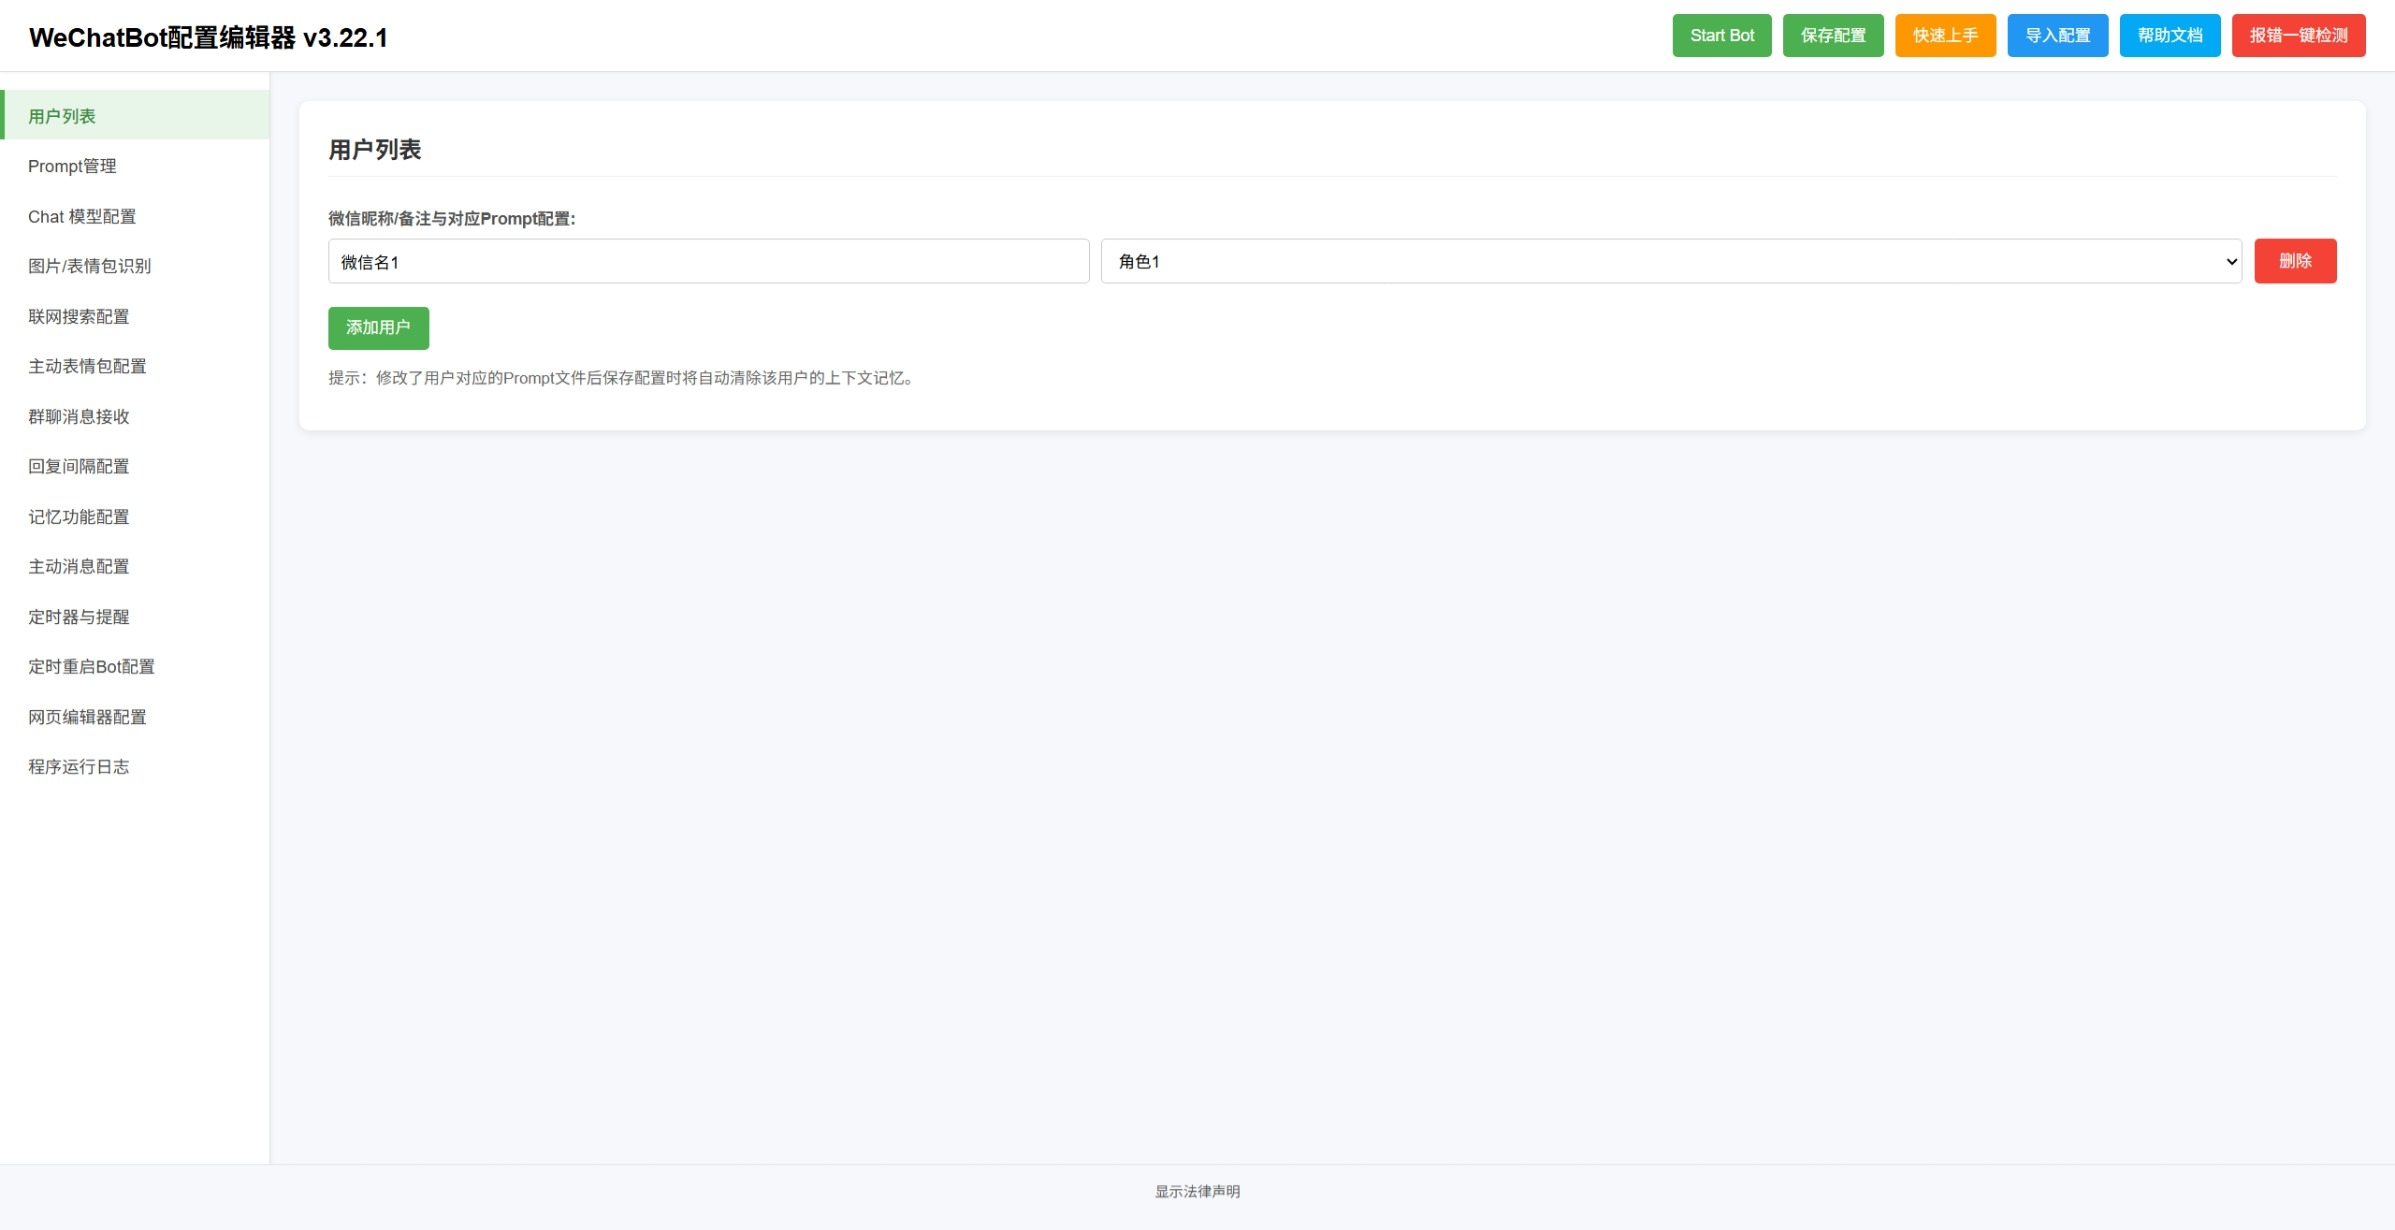 WeChatBot配置编辑器 v3.22.1
Start Bot
保存配置
快速上手
导入配置
帮助文档
报错一键检测
用户列表
Prompt管理
Chat 模型配置
图片/表情包识别
联网搜索配置
主动表情包配置
群聊消息接收
回复间隔配置
记忆功能配置
主动消息配置
定时器与提醒
定时重启Bot配置
网页编辑器配置
程序运行日志
用户列表
微信昵称/备注与对应Prompt配置:
微信名1
角色1
删除
添加用户
提示：修改了用户对应的Prompt文件后保存配置时将自动清除该用户的上下文记忆。
显示法律声明